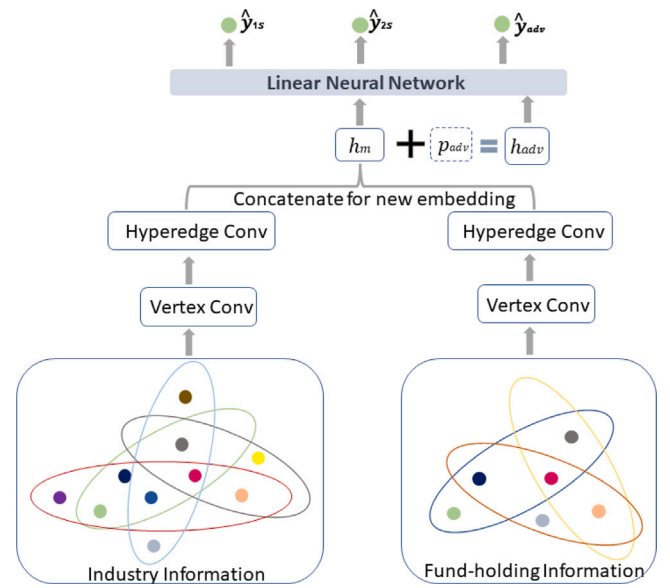 ŷ1s ŷ2s ŷadv
Linear Neural Network
hm + padv = hadv
Concatenate for new embedding
Hyperedge Conv Hyperedge Conv
Vertex Conv Vertex Conv
Industry Information Fund-holding Information